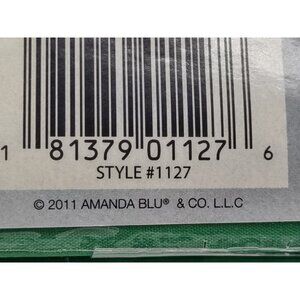 1 81379 01127 6
STYLE #1127
© 2011 AMANDA BLU® & CO. L.L.C